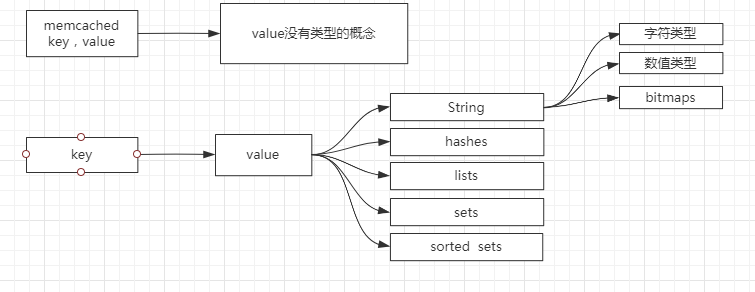 memcached
key，value
value没有类型的概念
字符类型
数值类型
String
bitmaps
hashes
key
value
lists
sets
sorted sets